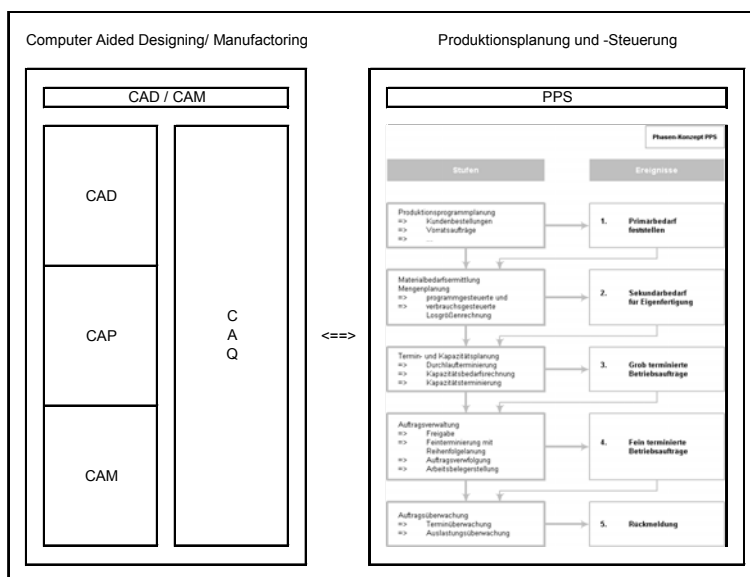 Computer Aided Designing/ Manufactoring
CAD / CAM
CAD
CAP
CAM
C
A
Q
<==>
Produktionsplanung und -Steuerung
PPS
Phasen-Konzept PPS
Stufen
Ereignisse
Produktionsprogrammplanung
=> Kundenbestellungen
=> Vorratsaufträge
=> ...
1. Primärbedarf
feststellen
Materialbedarfsermittlung
Mengenplanung
=> programmgesteuerte und
=> verbrauchsgesteuerte
Losgrößenrechnung
2. Sekundärbedarf
für Eigenfertigung
Termin- und Kapazitätsplanung
=> Durchlaufterminierung
=> Kapazitätsbedarfsrechnung
=> Kapazitätsterminierung
3. Grob terminierte
Betriebsaufträge
Auftragsverwaltung
=> Freigabe
=> Feinterminierung mit
Reihenfolgelanung
=> Auftragsverwfolgung
=> Arbeitsbelegerstellung
4. Fein terminierte
Betriebsaufträge
Auftragsüberwachung
=> Terminüberwachung
=> Auslastungsüberwachung
5. Rückmeldung